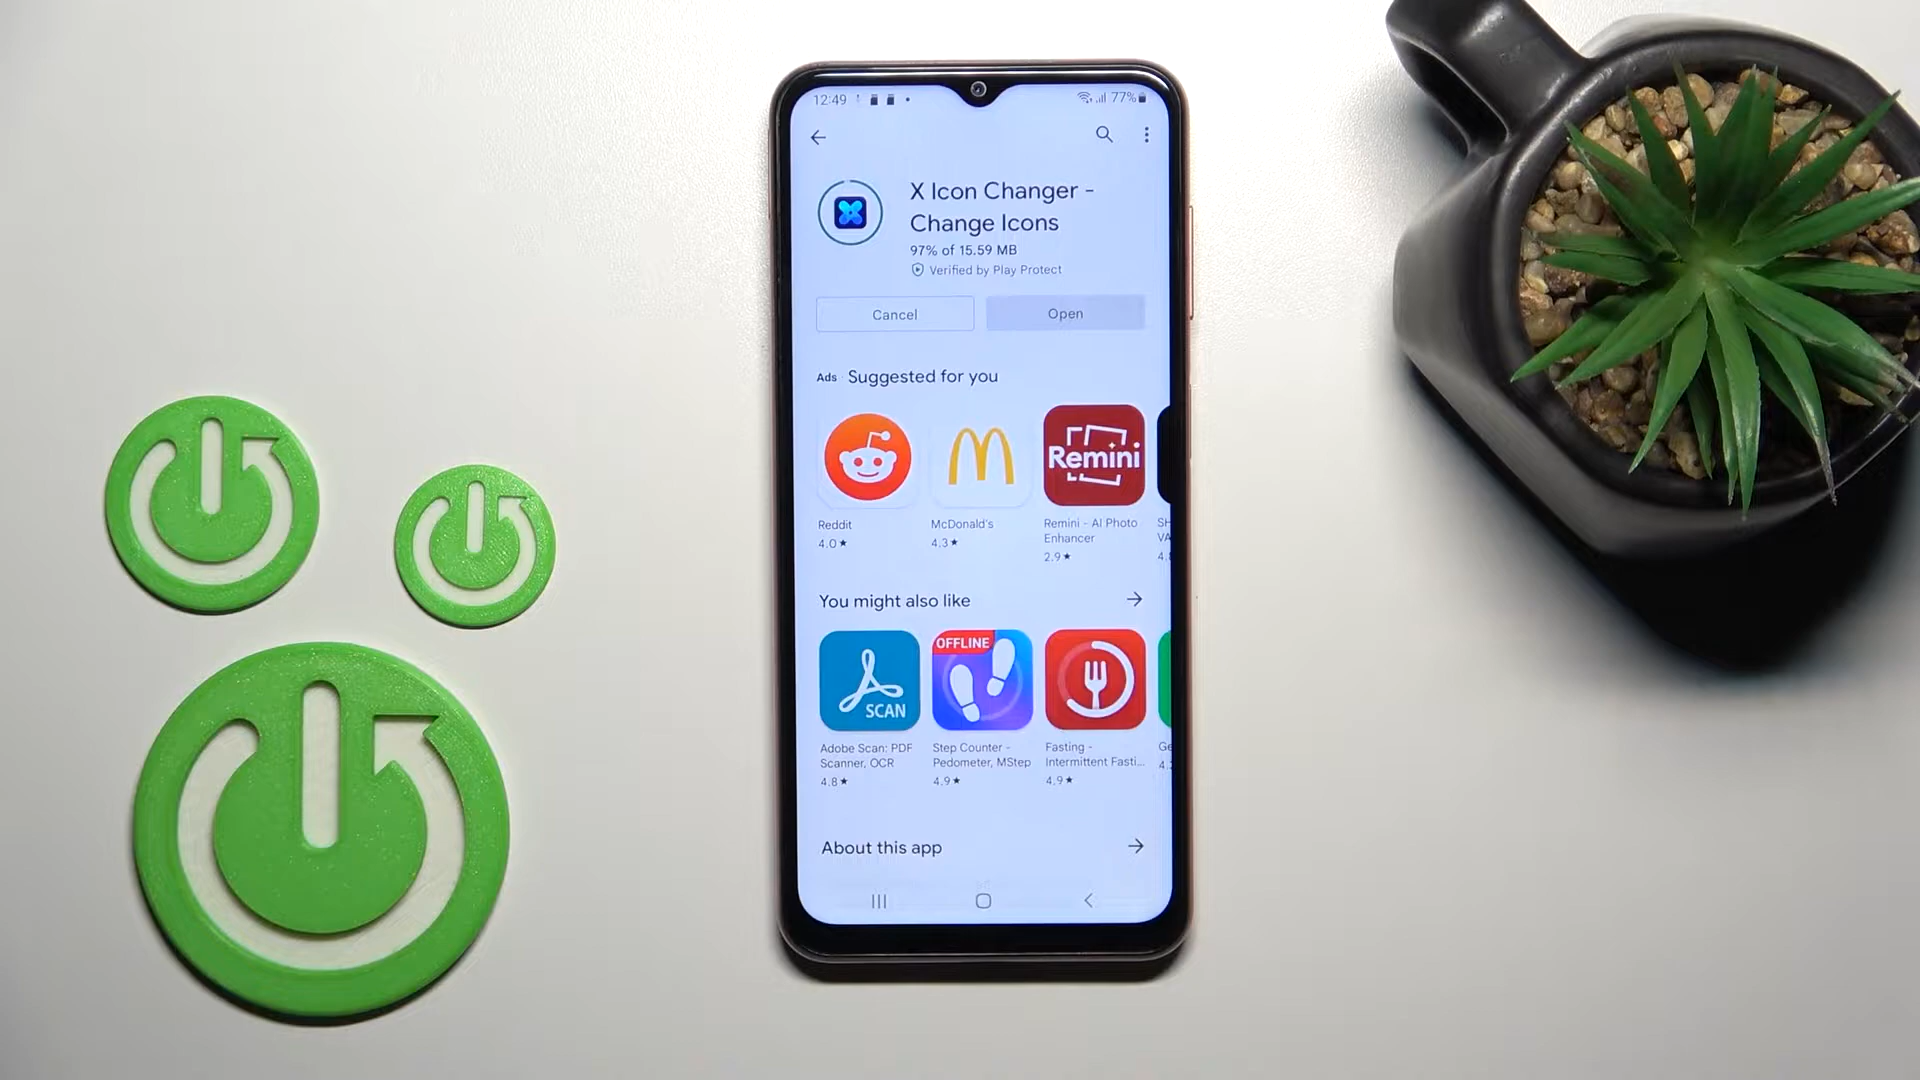 12:49 77%
X Icon Changer -
Change Icons
97% of 15.59 MB
Verified by Play Protect
Cancel Open
Ads · Suggested for you
Remini
Reddit McDonald's Remini - AI Photo
Enhancer
4.0★ 4.3★ 2.9★
You might also like
OFFLINE
SCAN
Adobe Scan: PDF Step Counter - Fasting -
Scanner, OCR Pedometer, MStep Intermittent Fasti...
4.8★ 4.9★ 4.9★
About this app